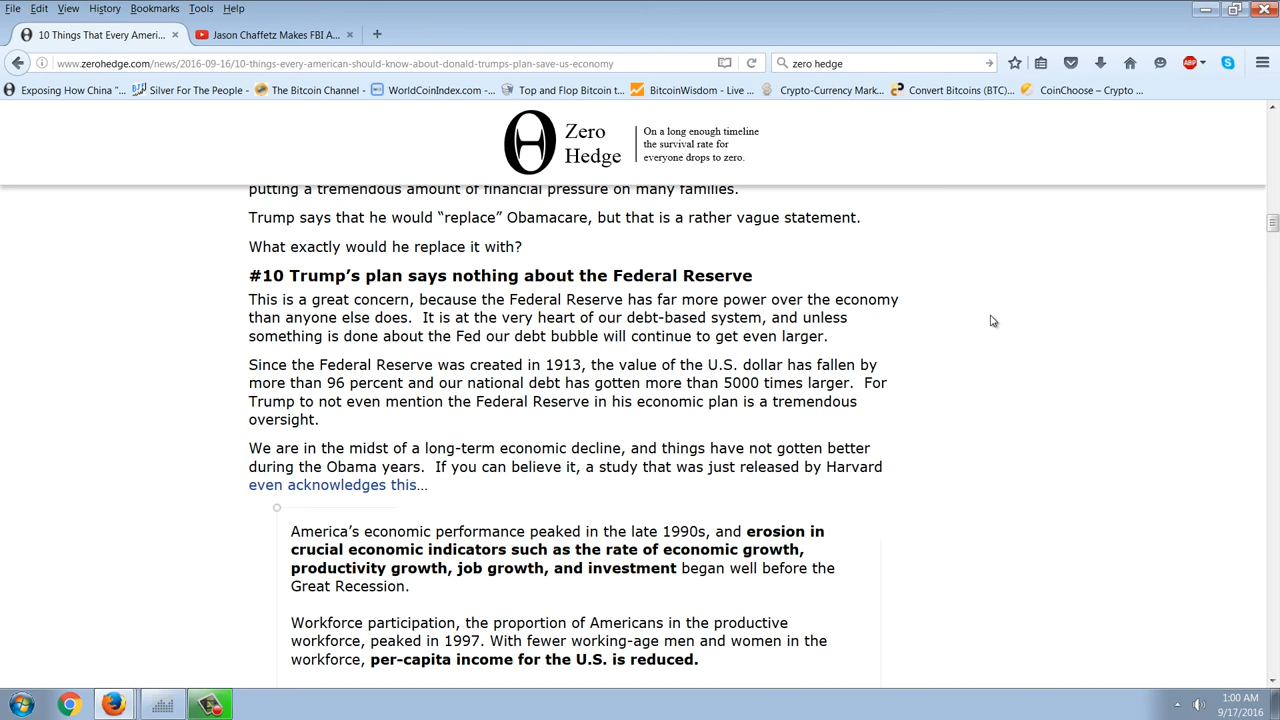 File Edit View History Bookmarks Tools Help
10 Things That Every Ameri... × Jason Chaffetz Makes FBI A... × +
www.zerohedge.com/news/2016-09-16/10-things-every-american-should-know-about-donald-trumps-plan-save-us-economy zero hedge
Exposing How China "... Silver For The People -... The Bitcoin Channel -... WorldCoinIndex.com -... Top and Flop Bitcoin t... BitcoinWisdom - Live ... Crypto-Currency Mark... Convert Bitcoins (BTC)... CoinChoose – Crypto ...
Zero
Hedge
On a long enough timeline
the survival rate for
everyone drops to zero.
putting a tremendous amount of financial pressure on many families.
Trump says that he would “replace” Obamacare, but that is a rather vague statement.
What exactly would he replace it with?
#10 Trump’s plan says nothing about the Federal Reserve
This is a great concern, because the Federal Reserve has far more power over the economy
than anyone else does. It is at the very heart of our debt-based system, and unless
something is done about the Fed our debt bubble will continue to get even larger.
Since the Federal Reserve was created in 1913, the value of the U.S. dollar has fallen by
more than 96 percent and our national debt has gotten more than 5000 times larger. For
Trump to not even mention the Federal Reserve in his economic plan is a tremendous
oversight.
We are in the midst of a long-term economic decline, and things have not gotten better
during the Obama years. If you can believe it, a study that was just released by Harvard
even acknowledges this…
America’s economic performance peaked in the late 1990s, and erosion in
crucial economic indicators such as the rate of economic growth,
productivity growth, job growth, and investment began well before the
Great Recession.
Workforce participation, the proportion of Americans in the productive
workforce, peaked in 1997. With fewer working-age men and women in the
workforce, per-capita income for the U.S. is reduced.
1:00 AM
9/17/2016